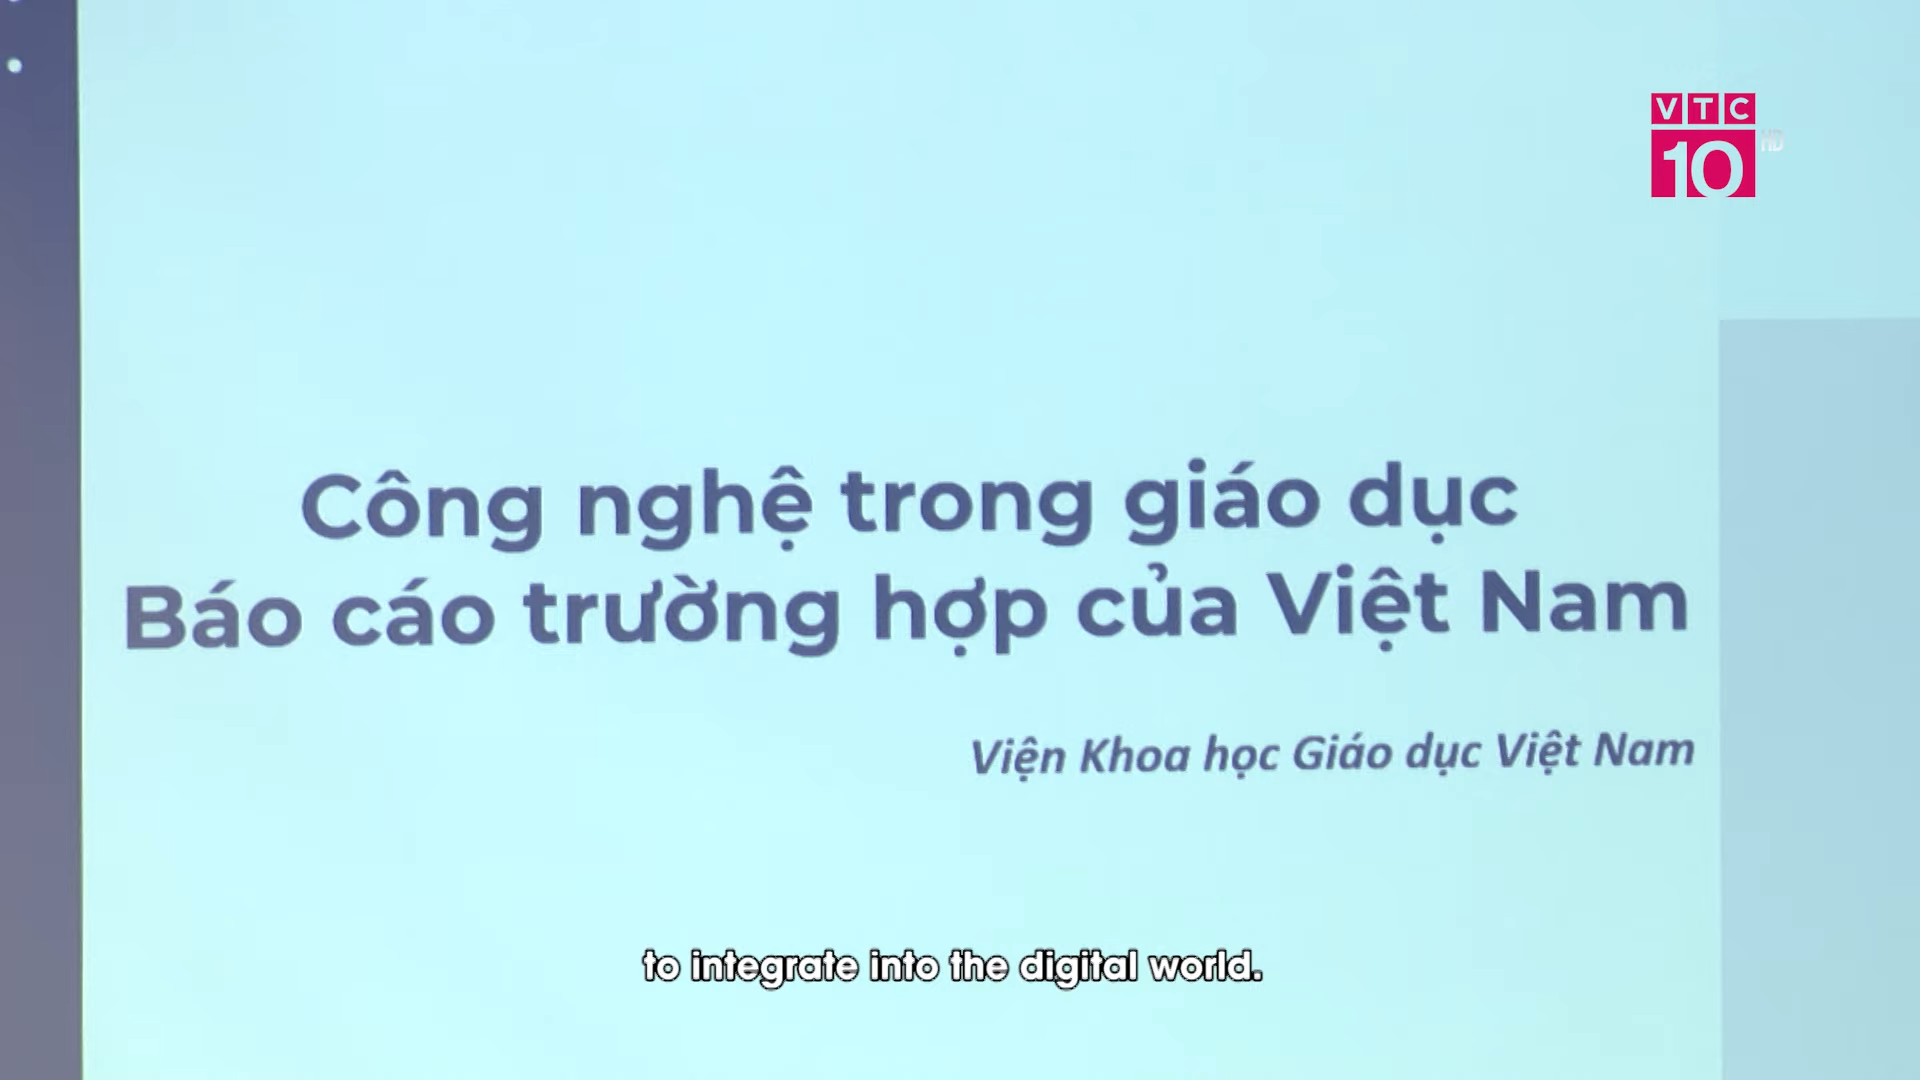 VTC
10 HD
Công nghệ trong giáo dục
Báo cáo trường hợp của Việt Nam
Viện Khoa học Giáo dục Việt Nam
to integrate into the digital world.